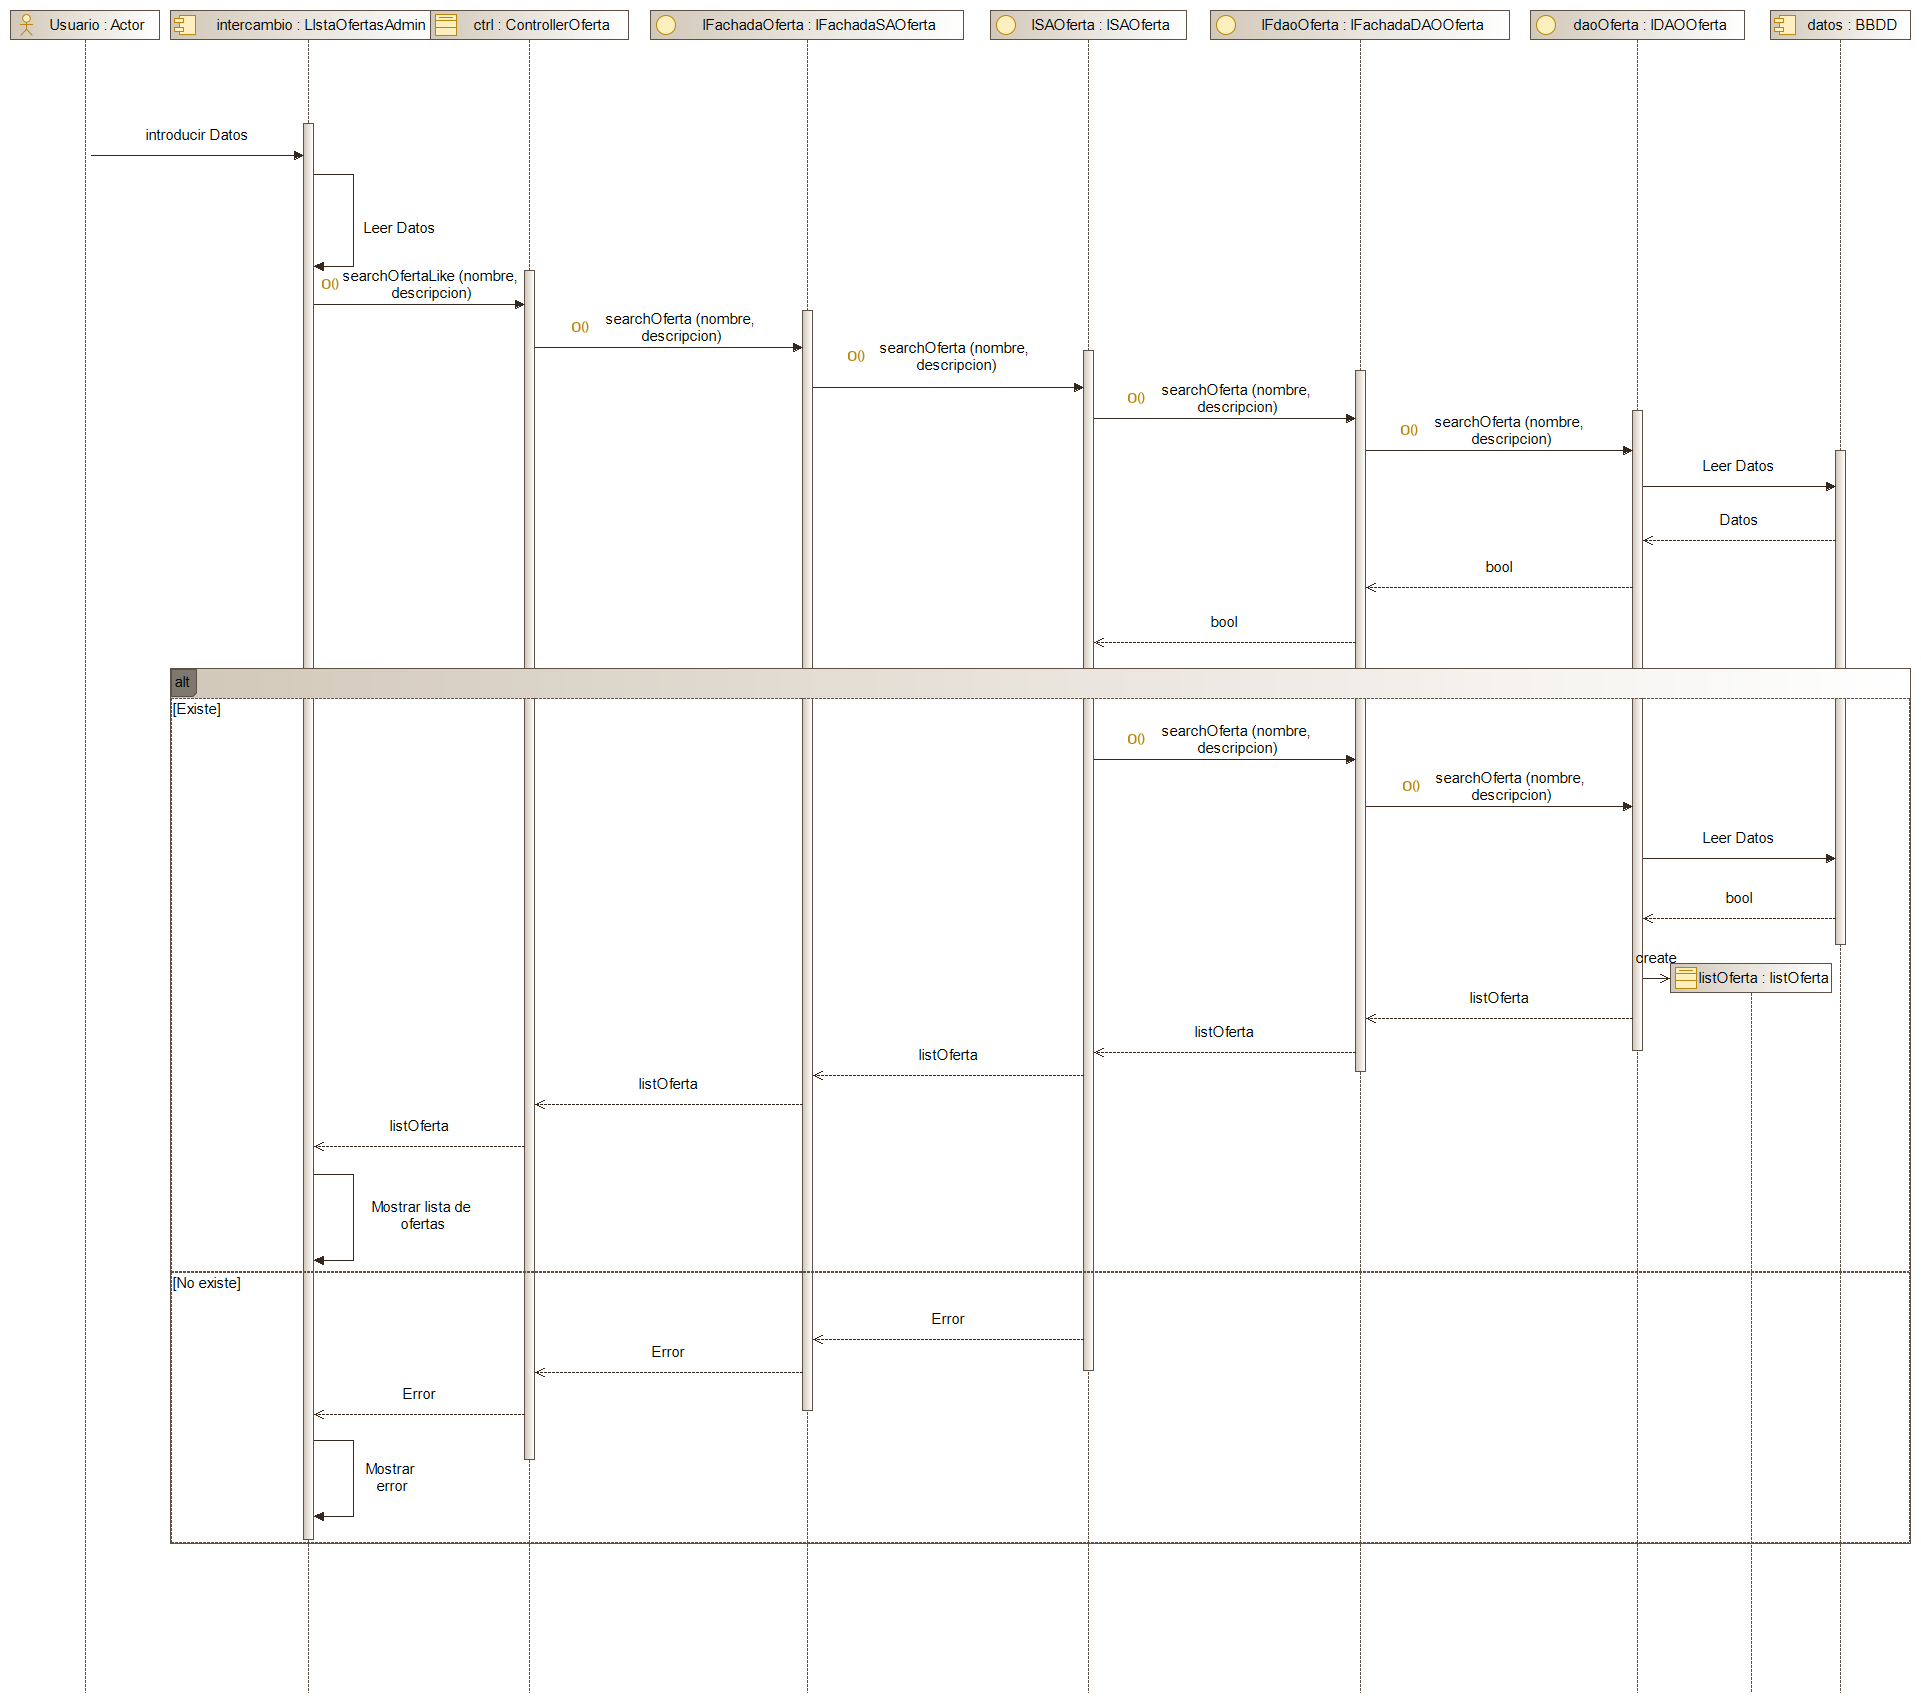 Usuario : Actor
intercambio : LIstaOfertasAdmin
ctrl : ControllerOferta
IFachadaOferta : IFachadaSAOferta
ISAOferta : ISAOferta
IFdaoOferta : IFachadaDAOOferta
daoOferta : IDAOOferta
datos : BBDD
introducir Datos
Leer Datos
O() searchOfertaLike (nombre,
descripcion)
O() searchOferta (nombre,
descripcion)
O() searchOferta (nombre,
descripcion)
O() searchOferta (nombre,
descripcion)
O() searchOferta (nombre,
descripcion)
Leer Datos
Datos
bool
bool
alt
[Existe]
O() searchOferta (nombre,
descripcion)
O() searchOferta (nombre,
descripcion)
Leer Datos
bool
create
listOferta : listOferta
listOferta
listOferta
listOferta
listOferta
listOferta
Mostrar lista de
ofertas
[No existe]
Error
Error
Error
Mostrar
error